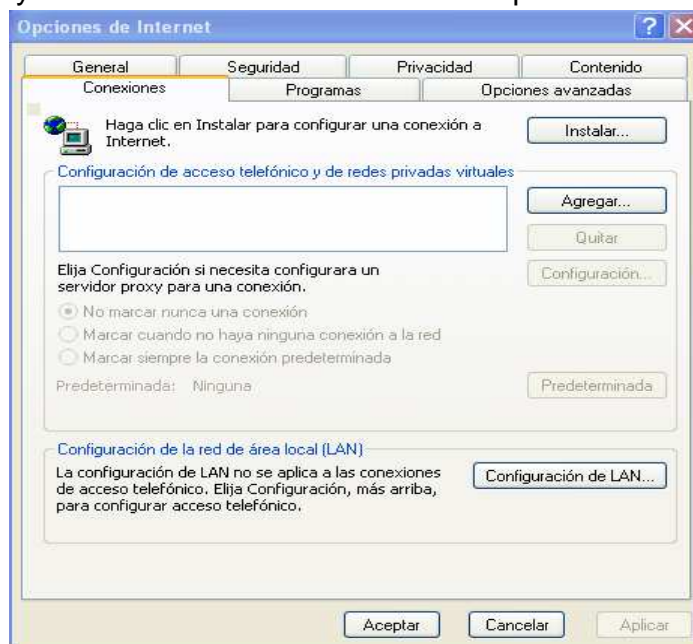 Opciones de Internet
General Seguridad Privacidad Contenido
Conexiones Programas Opciones avanzadas
Haga clic en Instalar para configurar una conexión a
Internet.
Instalar...
Configuración de acceso telefónico y de redes privadas virtuales
Agregar...
Quitar
Elija Configuración si necesita configurara un
servidor proxy para una conexión.
Configuración...
No marcar nunca una conexión
Marcar cuando no haya ninguna conexión a la red
Marcar siempre la conexión predeterminada
Predeterminada: Ninguna
Predeterminada
Configuración de la red de área local (LAN)
La configuración de LAN no se aplica a las conexiones
de acceso telefónico. Elija Configuración, más arriba,
para configurar acceso telefónico.
Configuración de LAN...
Aceptar Cancelar Aplicar